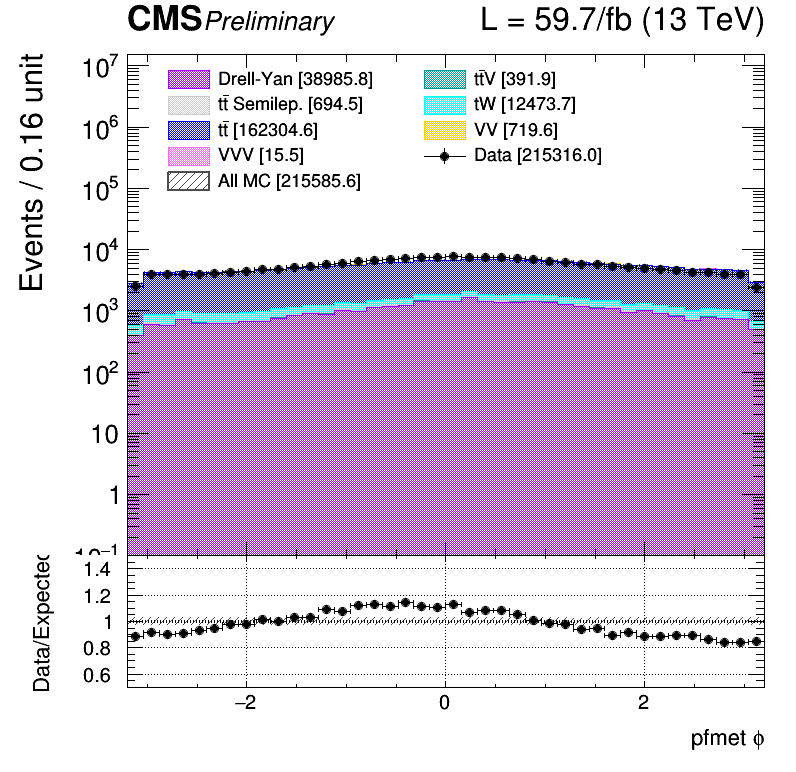 CMS Preliminary L = 59.7/fb (13 TeV)
Events / 0.16 unit
10⁷
10⁶
10⁵
10⁴
10³
10²
10
1
10⁻¹
Drell-Yan [38985.8]
tt̄ Semilep. [694.5]
tt̄ [162304.6]
VVV [15.5]
All MC [215585.6]
tt̄V [391.9]
tW [12473.7]
VV [719.6]
Data [215316.0]
Data/Expected
1.4
1.2
1
0.8
0.6
−2 0 2
pfmet ϕ